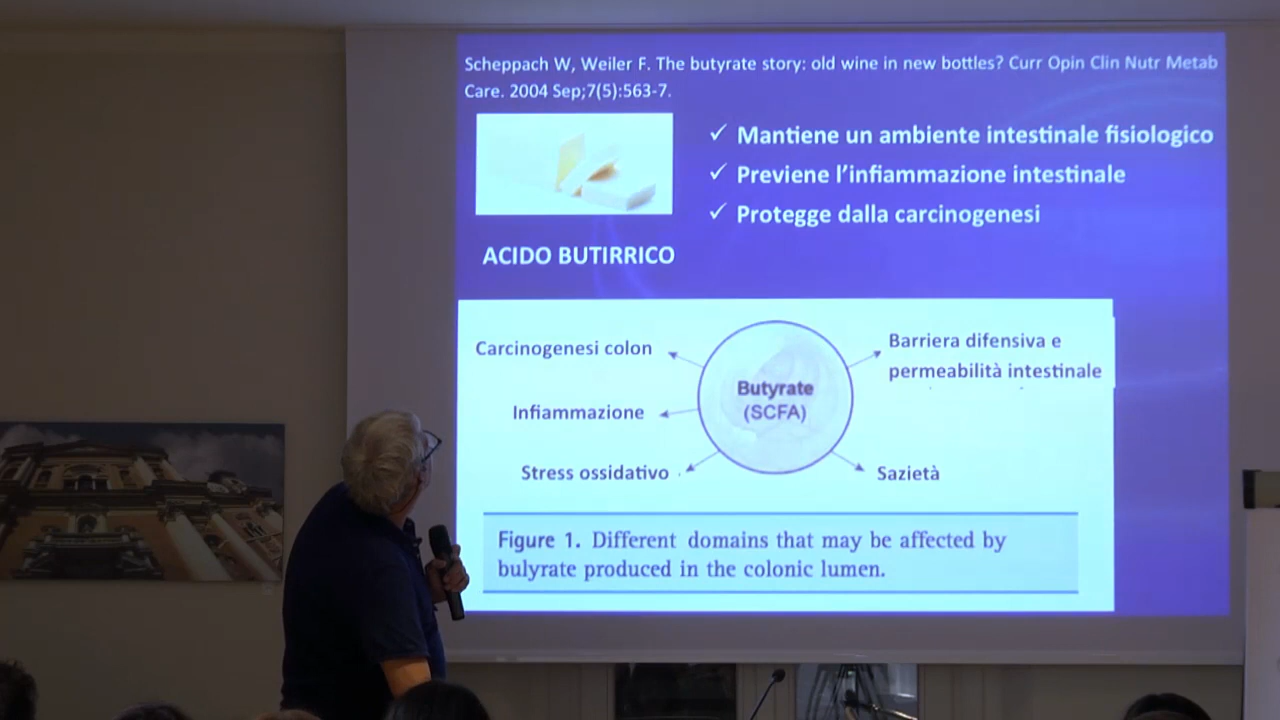 Scheppach W, Weiler F. The butyrate story: old wine in new bottles? Curr Opin Clin Nutr Metab
Care. 2004 Sep;7(5):563-7.
✓ Mantiene un ambiente intestinale fisiologico
✓ Previene l'infiammazione intestinale
✓ Protegge dalla carcinogenesi
ACIDO BUTIRRICO
Carcinogenesi colon
Barriera difensiva e
permeabilità intestinale
Butyrate
(SCFA)
Infiammazione
Stress ossidativo
Sazietà
Figure 1. Different domains that may be affected by
bulyrate produced in the colonic lumen.